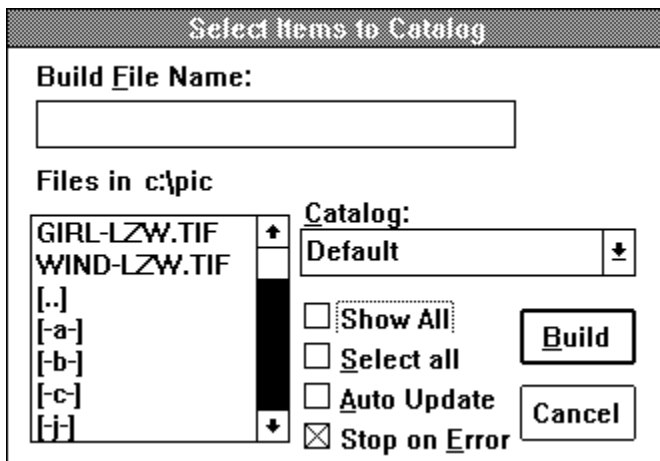 Select Items to Catalog
Build File Name:
Files in c:\pic
GIRL-LZW.TIF
WIND-LZW.TIF
[..]
[-a-]
[-b-]
[-c-]
[-j-]
Catalog:
Default
Show All
Select all
Auto Update
Stop on Error
Build
Cancel